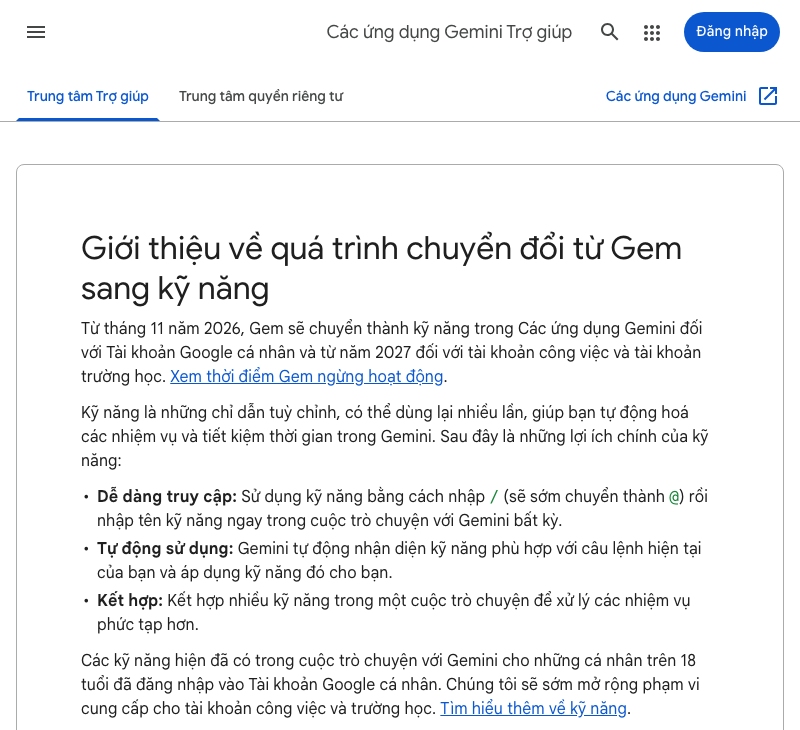 Các ứng dụng Gemini Trợ giúp
Đăng nhập
Trung tâm Trợ giúp
Trung tâm quyền riêng tư
Các ứng dụng Gemini
Giới thiệu về quá trình chuyển đổi từ Gem
sang kỹ năng
Từ tháng 11 năm 2026, Gem sẽ chuyển thành kỹ năng trong Các ứng dụng Gemini đối
với Tài khoản Google cá nhân và từ năm 2027 đối với tài khoản công việc và tài khoản
trường học. Xem thời điểm Gem ngừng hoạt động.
Kỹ năng là những chỉ dẫn tuỳ chỉnh, có thể dùng lại nhiều lần, giúp bạn tự động hoá
các nhiệm vụ và tiết kiệm thời gian trong Gemini. Sau đây là những lợi ích chính của kỹ
năng:
• Dễ dàng truy cập: Sử dụng kỹ năng bằng cách nhập / (sẽ sớm chuyển thành @) rồi
nhập tên kỹ năng ngay trong cuộc trò chuyện với Gemini bất kỳ.
• Tự động sử dụng: Gemini tự động nhận diện kỹ năng phù hợp với câu lệnh hiện tại
của bạn và áp dụng kỹ năng đó cho bạn.
• Kết hợp: Kết hợp nhiều kỹ năng trong một cuộc trò chuyện để xử lý các nhiệm vụ
phức tạp hơn.
Các kỹ năng hiện đã có trong cuộc trò chuyện với Gemini cho những cá nhân trên 18
tuổi đã đăng nhập vào Tài khoản Google cá nhân. Chúng tôi sẽ sớm mở rộng phạm vi
cung cấp cho tài khoản công việc và trường học. Tìm hiểu thêm về kỹ năng.